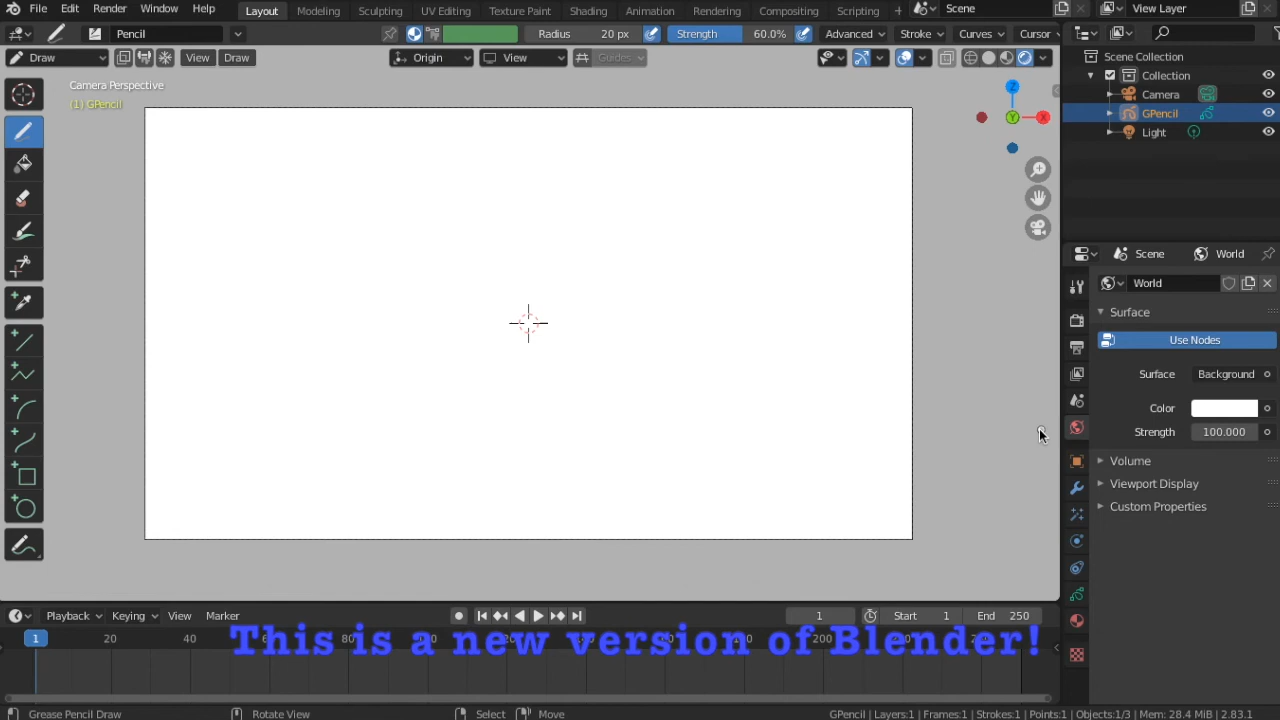 File Edit Render Window Help Layout Modeling Sculpting UV Editing Texture Paint Shading Animation Rendering Compositing Scripting + Scene View Layer
Pencil Radius 20 px Strength 60.0% Advanced Stroke Curves Cursor
Draw View Draw Origin View Guides
Scene Collection
Collection
Camera
GPencil
Light
Camera Perspective
(1) GPencil
Z
Y
X
Scene World
World
Surface
Use Nodes
Surface Background
Color
Strength 100.000
Volume
Viewport Display
Custom Properties
Playback Keying View Marker 1 Start 1 End 250
1 20 40 80 200
This is a new version of Blender!
Grease Pencil Draw Rotate View Select Move GPencil | Layers:1 | Frames:1 | Strokes:1 | Points:1 | Objects:1/3 | Mem: 28.4 MiB | 2.83.1